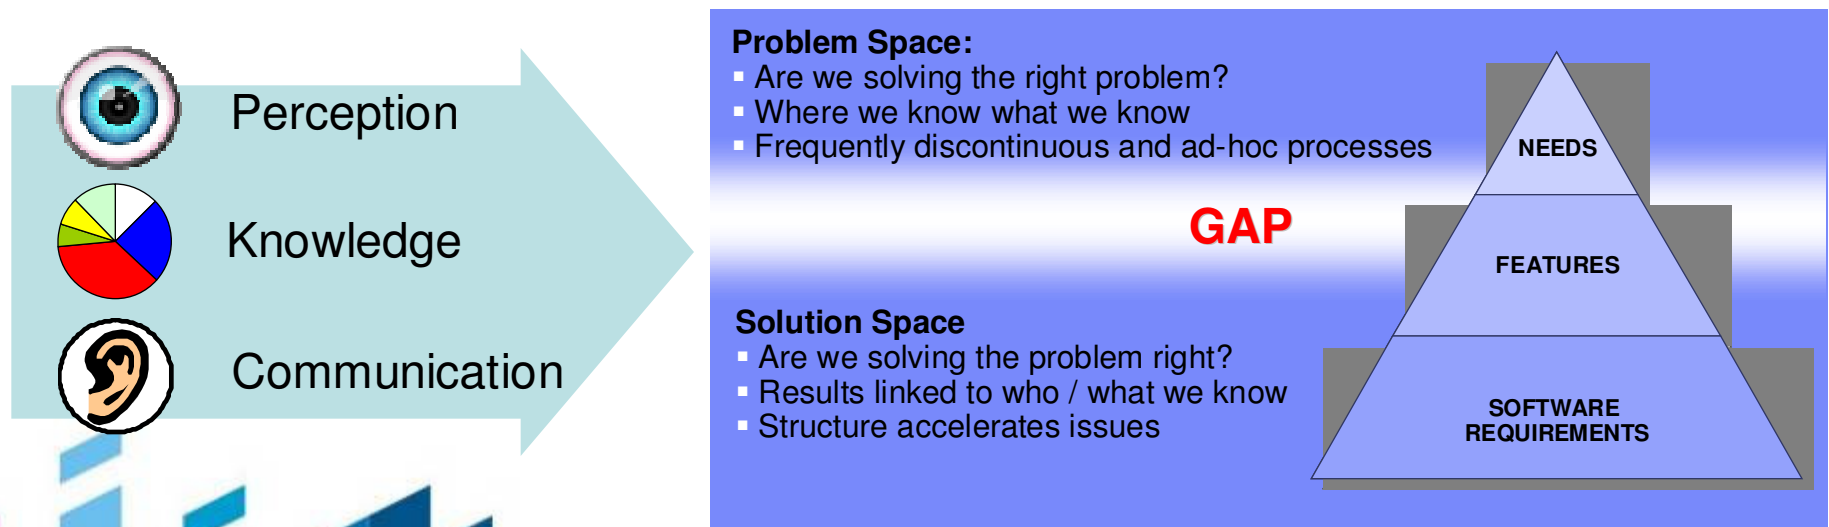 Perception
Knowledge
Communication
Problem Space:
▪ Are we solving the right problem?
▪ Where we know what we know
▪ Frequently discontinuous and ad-hoc processes
GAP
Solution Space
▪ Are we solving the problem right?
▪ Results linked to who / what we know
▪ Structure accelerates issues
NEEDS
FEATURES
SOFTWARE
REQUIREMENTS